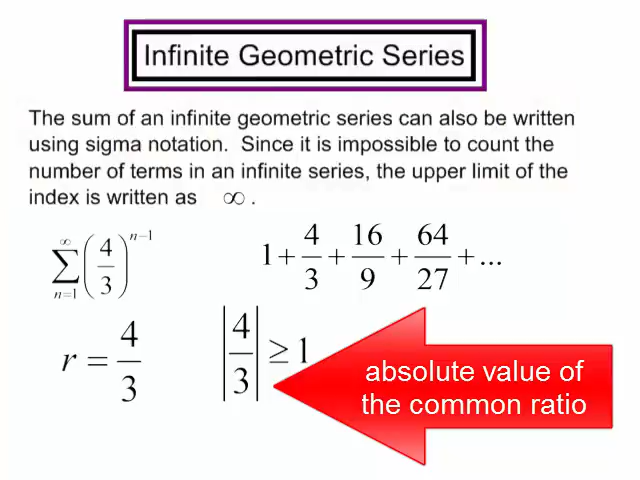 Infinite Geometric Series
The sum of an infinite geometric series can also be written
using sigma notation.  Since it is impossible to count the
number of terms in an infinite series, the upper limit of the
index is written as ∞ .
∑_{n=1}^{∞} (4/3)^{n−1}
1 + 4/3 + 16/9 + 64/27 + ...
r = 4/3
|4/3| ≥ 1
absolute value of
the common ratio